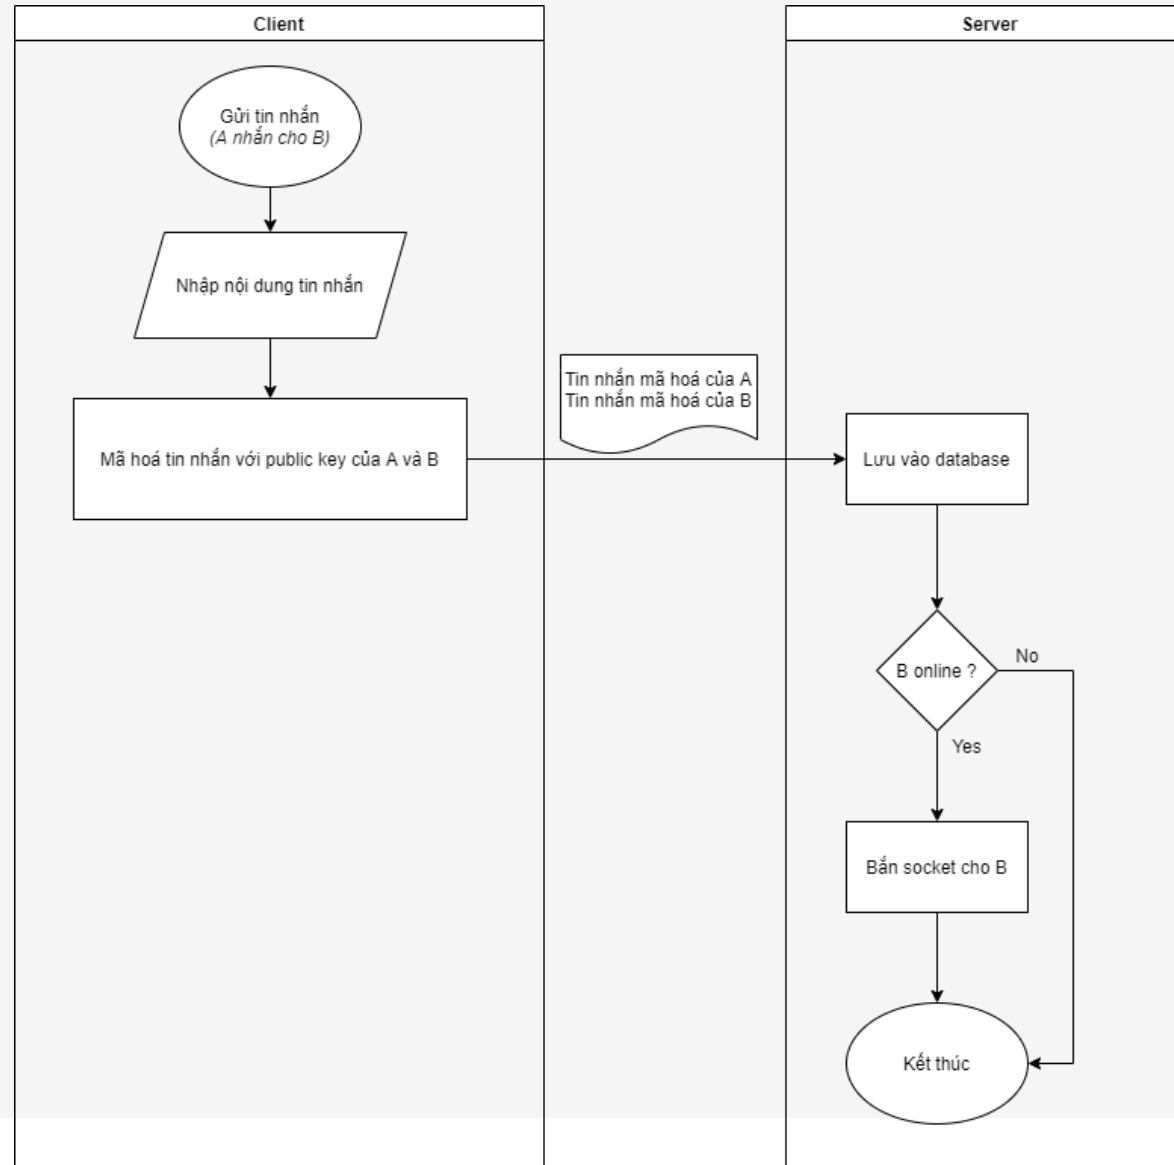 Client
Server
Gửi tin nhắn
(A nhắn cho B)
Nhập nội dung tin nhắn
Mã hoá tin nhắn với public key của A và B
Tin nhắn mã hoá của A
Tin nhắn mã hoá của B
Lưu vào database
B online ?
No
Yes
Bắn socket cho B
Kết thúc